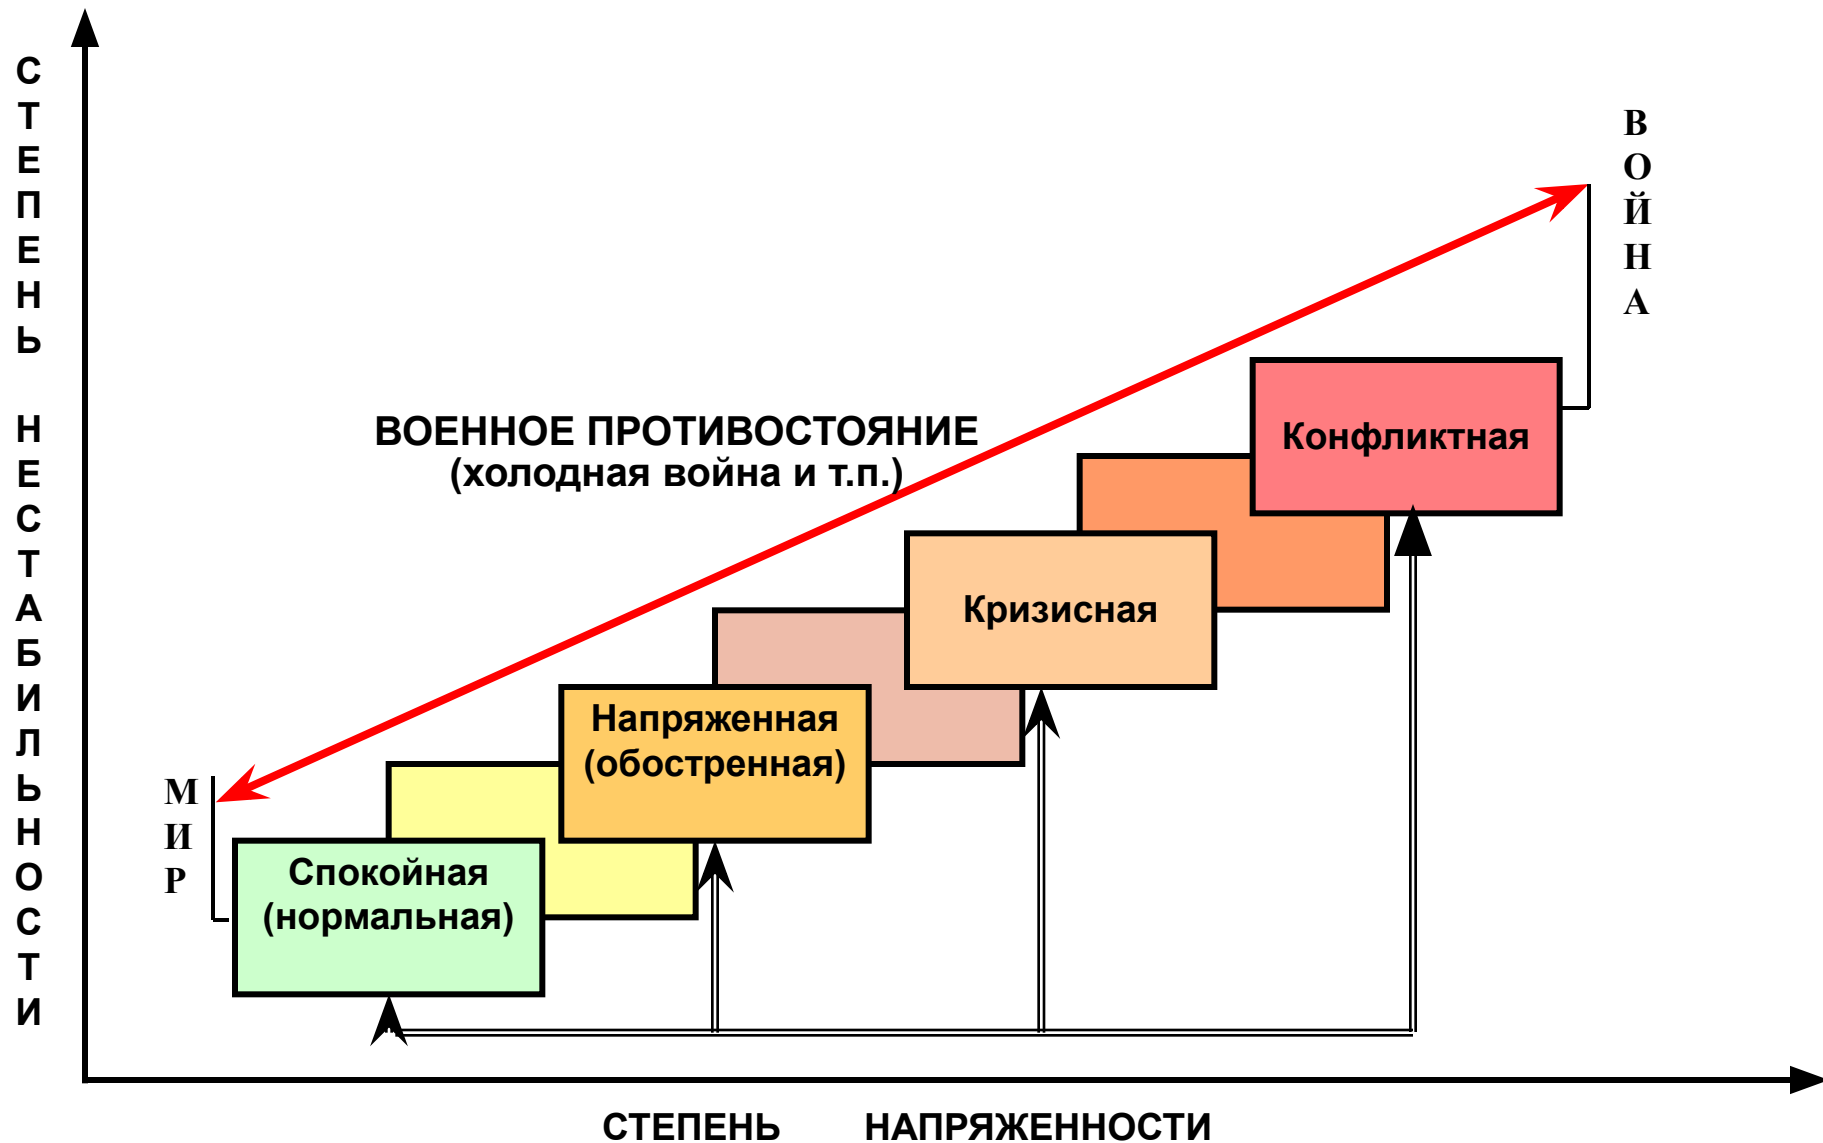 СТЕПЕНЬ НЕСТАБИЛЬНОСТИ
ВОЙНА
ВОЕННОЕ ПРОТИВОСТОЯНИЕ
(холодная война и т.п.)
Конфликтная
Кризисная
Напряженная
(обостренная)
МИР
Спокойная
(нормальная)
СТЕПЕНЬ НАПРЯЖЕННОСТИ